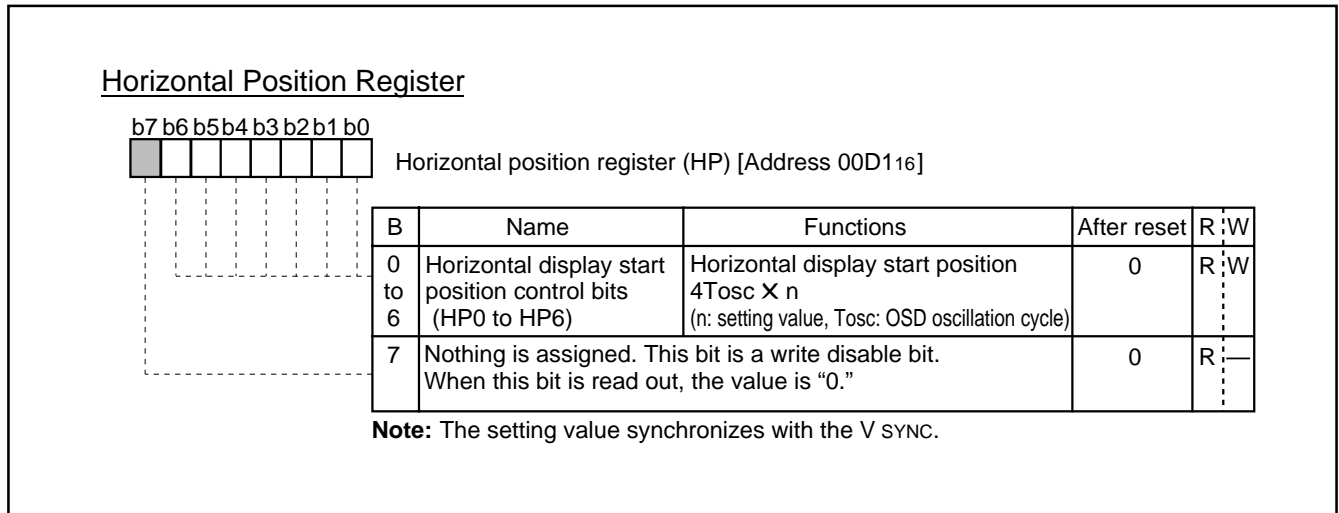 Horizontal Position Register
b7 b6 b5 b4 b3 b2 b1 b0
Horizontal position register (HP) [Address 00D116]
B Name Functions After reset R W
0 to 6 Horizontal display start position control bits (HP0 to HP6) Horizontal display start position 4Tosc X n (n: setting value, Tosc: OSD oscillation cycle) 0 R W
7 Nothing is assigned. This bit is a write disable bit. When this bit is read out, the value is “0.” 0 R —
Note: The setting value synchronizes with the V SYNC.